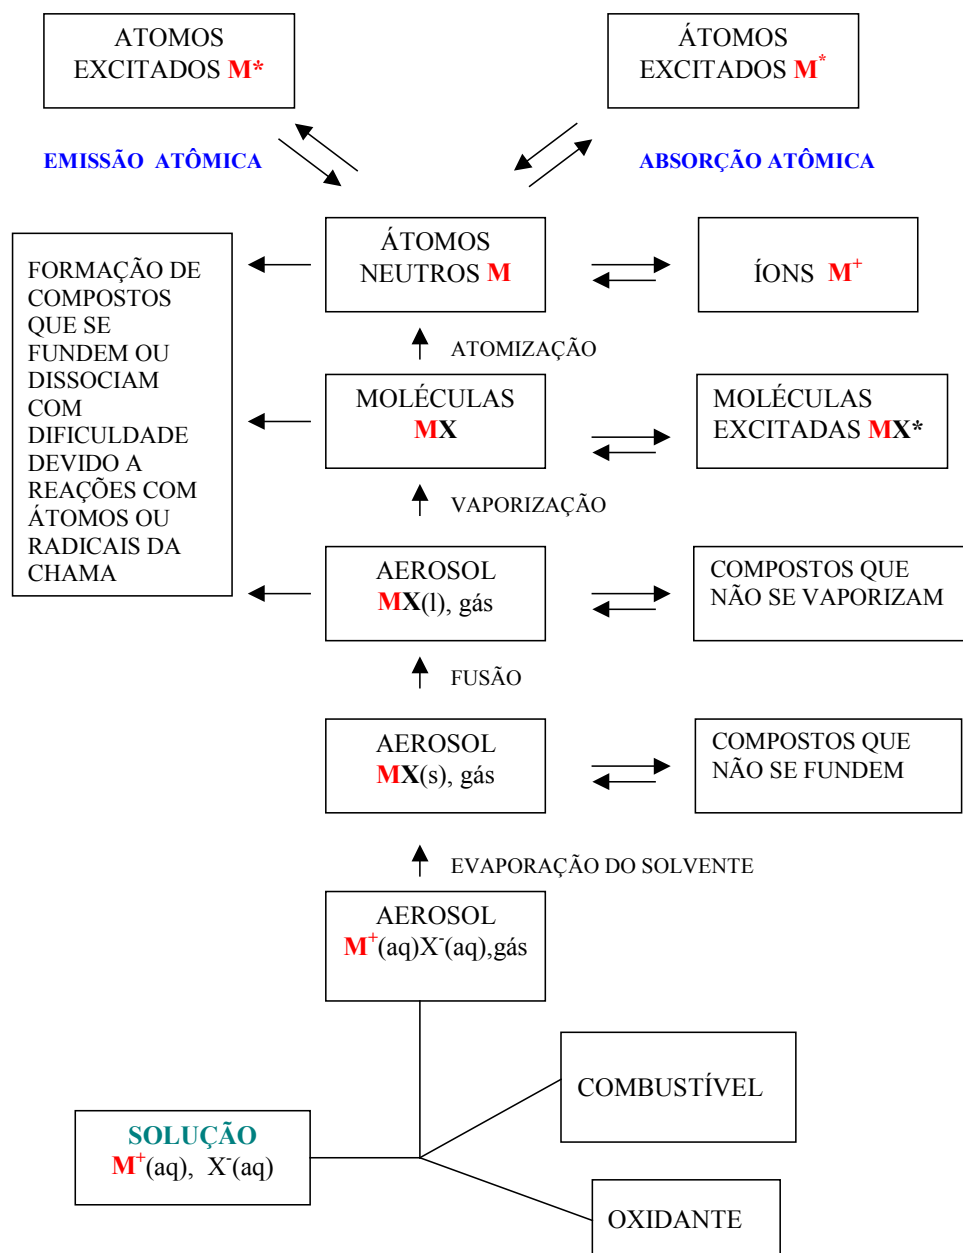 ATOMOS
EXCITADOS M*
ÁTOMOS
EXCITADOS M*
EMISSÃO ATÔMICA
ABSORÇÃO ATÔMICA
FORMAÇÃO DE
COMPOSTOS
QUE SE
FUNDEM OU
DISSOCIAM
COM
DIFICULDADE
DEVIDO A
REAÇÕES COM
ÁTOMOS OU
RADICAIS DA
CHAMA
ÁTOMOS
NEUTROS M
ÍONS M⁺
ATOMIZAÇÃO
MOLÉCULAS
MX
MOLÉCULAS
EXCITADAS MX*
VAPORIZAÇÃO
AEROSOL
MX(l), gás
COMPOSTOS QUE
NÃO SE VAPORIZAM
FUSÃO
AEROSOL
MX(s), gás
COMPOSTOS QUE
NÃO SE FUNDEM
EVAPORAÇÃO DO SOLVENTE
AEROSOL
M⁺(aq)X⁻(aq),gás
COMBUSTÍVEL
SOLUÇÃO
M⁺(aq), X⁻(aq)
OXIDANTE